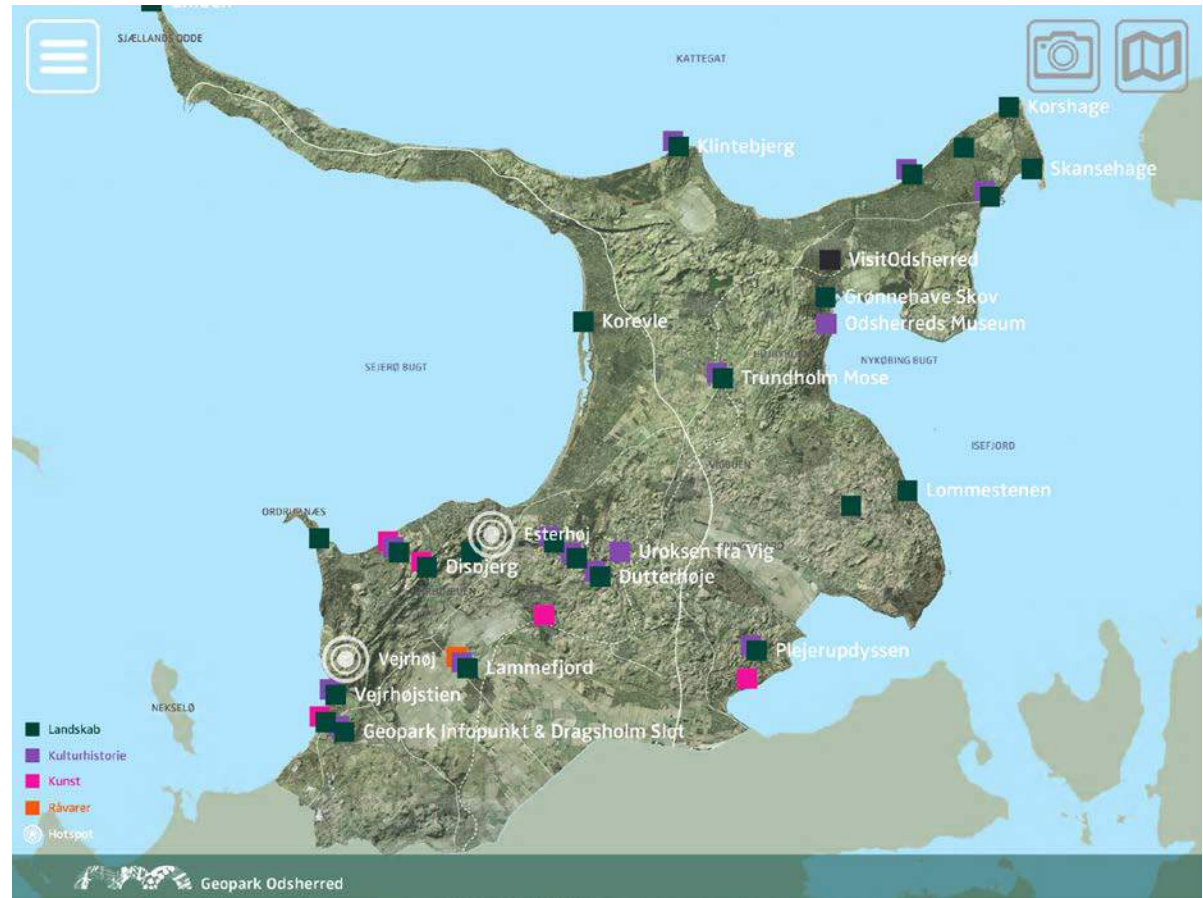 SJÆLLANDS ODDE
KATTEGAT
Korshage
Klintebjerg
Skansehage
VisitOdsherred
Grønnehave Skov
Korevle
Odsherreds Museum
NYKØBING BUGT
SEJERØ BUGT
Trundholm Mose
ISEFJORD
Lommestenen
ORDRUP NÆS
Esterhøj
Uroksen fra Vig
Disbjerg
Dutterhøje
Plejerupdyssen
Vejrhøj
Lammefjord
Vejrhøjstien
NEKSELØ
Geopark Infopunkt & Dragsholm Slot
Landskab
Kulturhistorie
Kunst
Råvarer
Hotspot
Geopark Odsherred